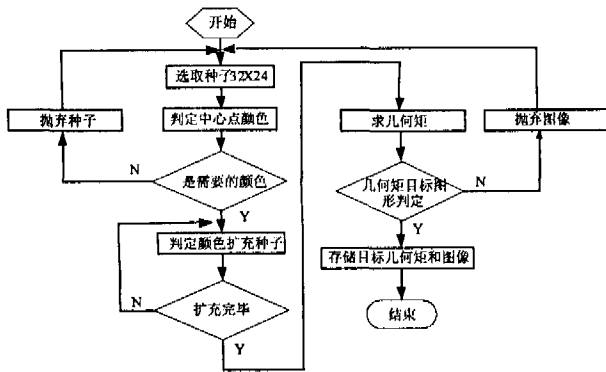 开始
选取种子32X24
抛弃种子
判定中心点颜色
是需要的颜色
N
Y
判定颜色扩充种子
N
扩充完毕
Y
求几何矩
抛弃图像
几何矩目标图
形判定
N
Y
存储目标几何矩和图像
结束